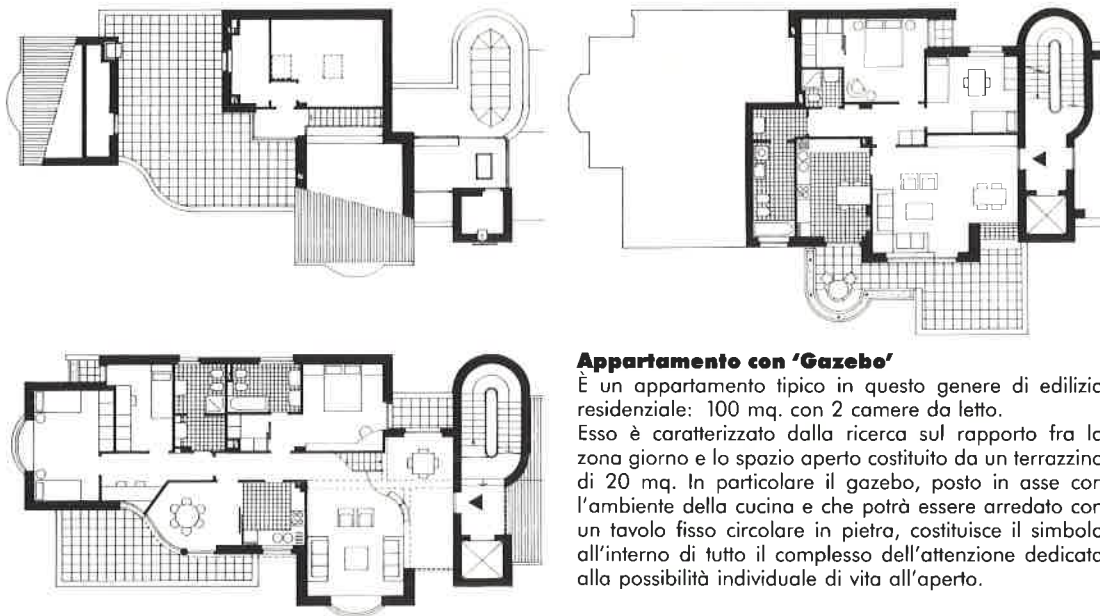 Appartamento con 'Gazebo'
È un appartamento tipico in questo genere di edilizia
residenziale: 100 mq. con 2 camere da letto.
Esso è caratterizzato dalla ricerca sul rapporto fra la
zona giorno e lo spazio aperto costituito da un terrazzino
di 20 mq. In particolare il gazebo, posto in asse con
l'ambiente della cucina e che potrà essere arredato con
un tavolo fisso circolare in pietra, costituisce il simbolo
all'interno di tutto il complesso dell'attenzione dedicata
alla possibilità individuale di vita all'aperto.